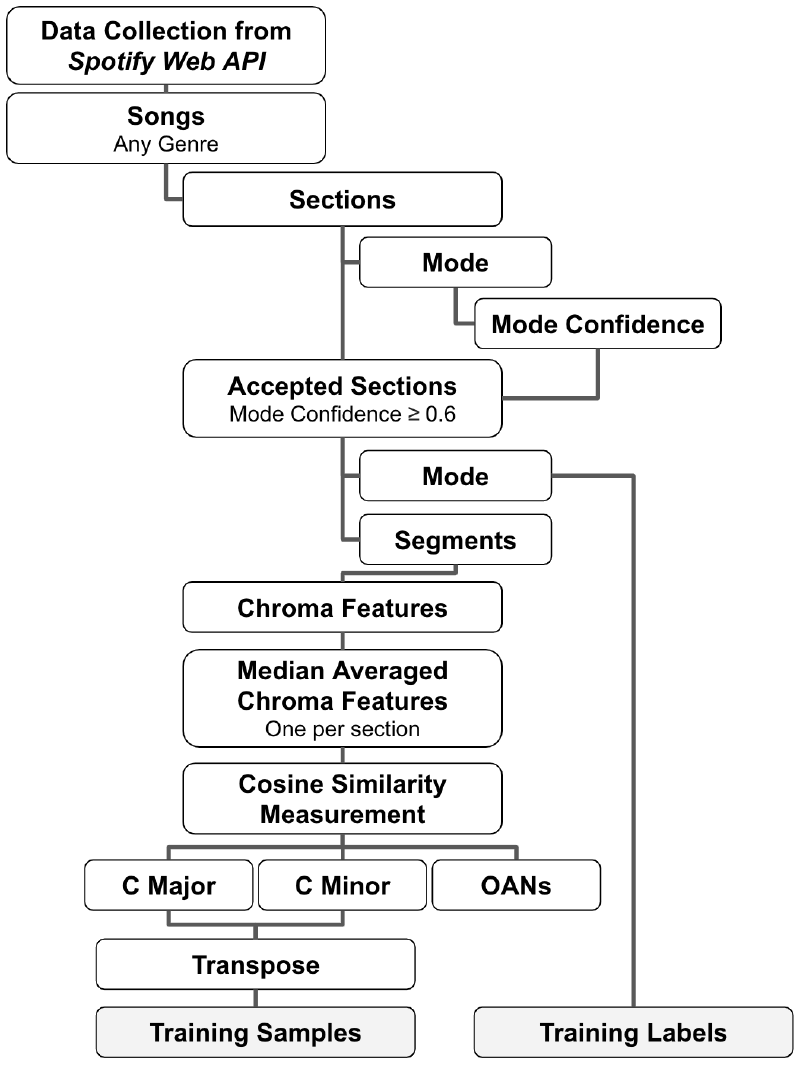 Data Collection from
Spotify Web API
Songs
Any Genre
Sections
Mode
Mode Confidence
Accepted Sections
Mode Confidence ≥ 0.6
Mode
Segments
Chroma Features
Median Averaged
Chroma Features
One per section
Cosine Similarity
Measurement
C Major
C Minor
OANs
Transpose
Training Samples
Training Labels